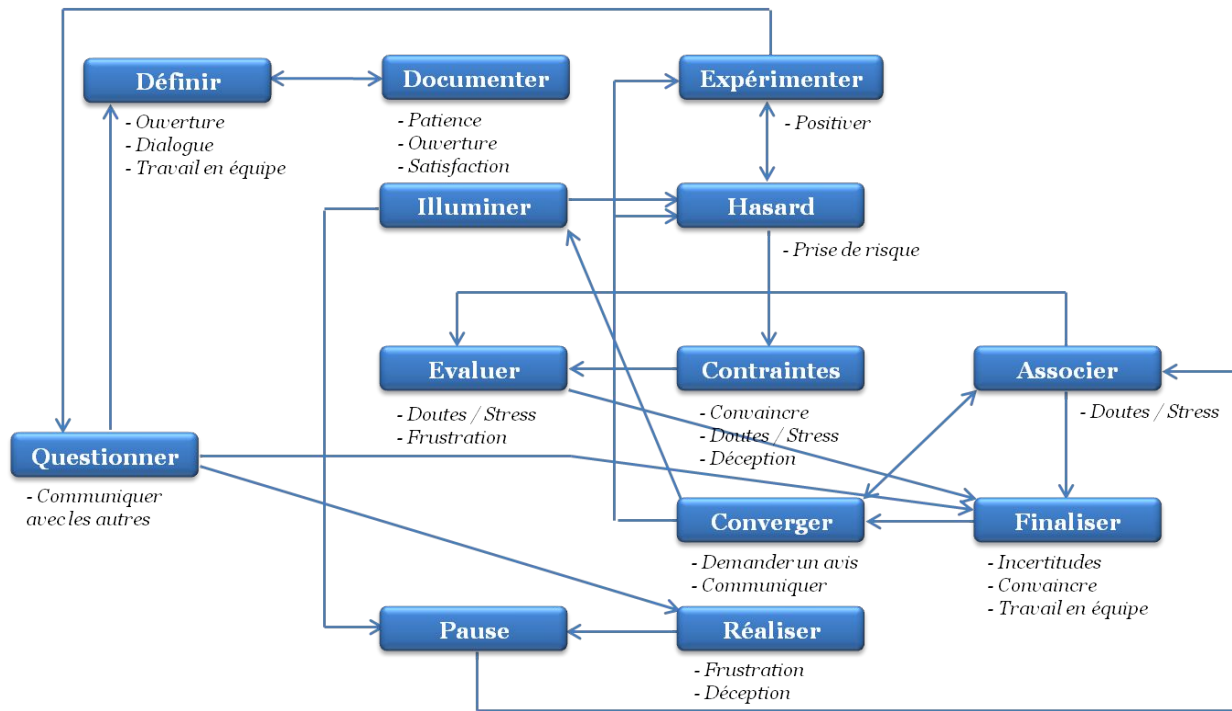 Définir
- Ouverture
- Dialogue
- Travail en équipe
Documenter
- Patience
- Ouverture
- Satisfaction
Expérimenter
- Positiver
Illuminer
Hasard
- Prise de risque
Evaluer
- Doutes / Stress
- Frustration
Contraintes
- Convaincre
- Doutes / Stress
- Déception
Associer
- Doutes / Stress
Questionner
- Communiquer
avec les autres
Converger
- Demander un avis
- Communiquer
Finaliser
- Incertitudes
- Convaincre
- Travail en équipe
Pause
Réaliser
- Frustration
- Déception